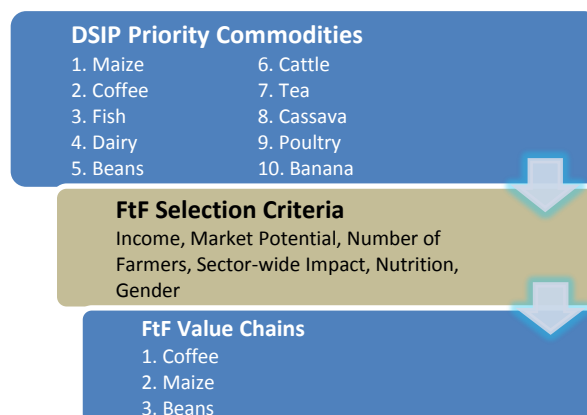 DSIP Priority Commodities
1. Maize
2. Coffee
3. Fish
4. Dairy
5. Beans
6. Cattle
7. Tea
8. Cassava
9. Poultry
10. Banana
FtF Selection Criteria
Income, Market Potential, Number of
Farmers, Sector-wide Impact, Nutrition,
Gender
FtF Value Chains
1. Coffee
2. Maize
3. Beans